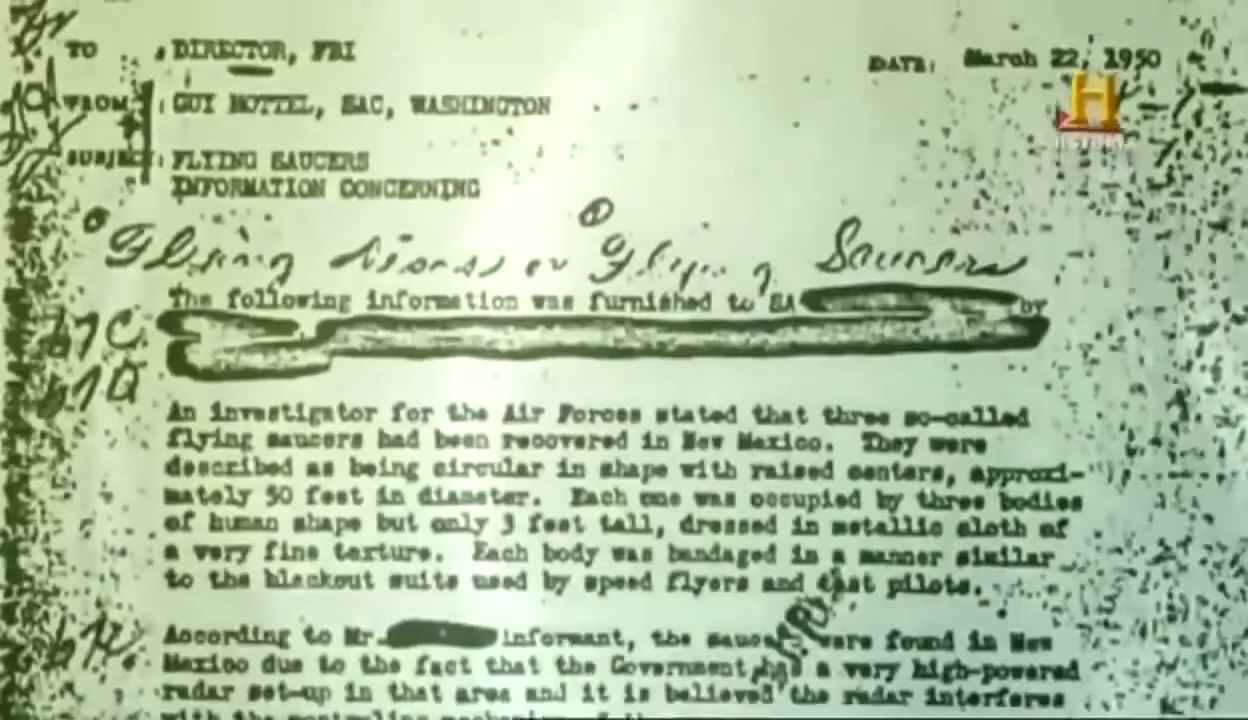 TO : DIRECTOR, FBI DATE: March 22, 1950
FROM : GUY HOTTEL, SAC, WASHINGTON
SUBJECT: FLYING SAUCERS
INFORMATION CONCERNING
Flying Discs or Flying Saucers
The following information was furnished to SA by
b7C
b7D
An investigator for the Air Forces stated that three so-called
flying saucers had been recovered in New Mexico. They were
described as being circular in shape with raised centers, approxi-
mately 50 feet in diameter. Each one was occupied by three bodies
of human shape but only 3 feet tall, dressed in metallic cloth of
a very fine texture. Each body was bandaged in a manner similar
to the blackout suits used by speed flyers and test pilots.
According to Mr. informant, the saucers were found in New
Mexico due to the fact that the Government has a very high-powered
radar set-up in that area and it is believed the radar interferes
H